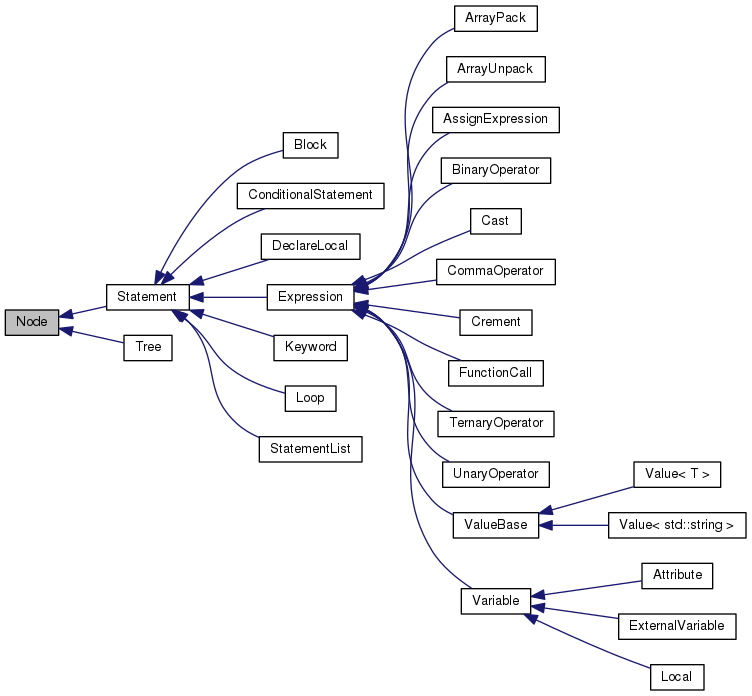 ArrayPack
ArrayUnpack
AssignExpression
Block
BinaryOperator
ConditionalStatement
Cast
DeclareLocal
CommaOperator
Statement
Expression
Node
Crement
Tree
Keyword
FunctionCall
Loop
TernaryOperator
StatementList
UnaryOperator
Value< T >
ValueBase
Value< std::string >
Attribute
Variable
ExternalVariable
Local